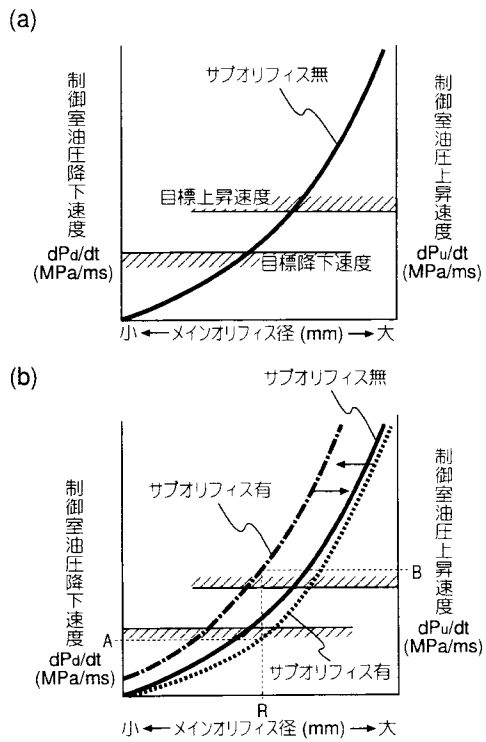 (a)
制御室油圧降下速度
dPd/dt
(MPa/ms)
サブオリフィス無
目標上昇速度
目標降下速度
制御室油圧上昇速度
dPu/dt
(MPa/ms)
小 ← メインオリフィス径 (mm) → 大
(b)
サブオリフィス無
制御室油圧降下速度
サブオリフィス有
A
dPd/dt
(MPa/ms)
B
制御室油圧上昇速度
dPu/dt
(MPa/ms)
サブオリフィス有
R
小 ← メインオリフィス径 (mm) → 大